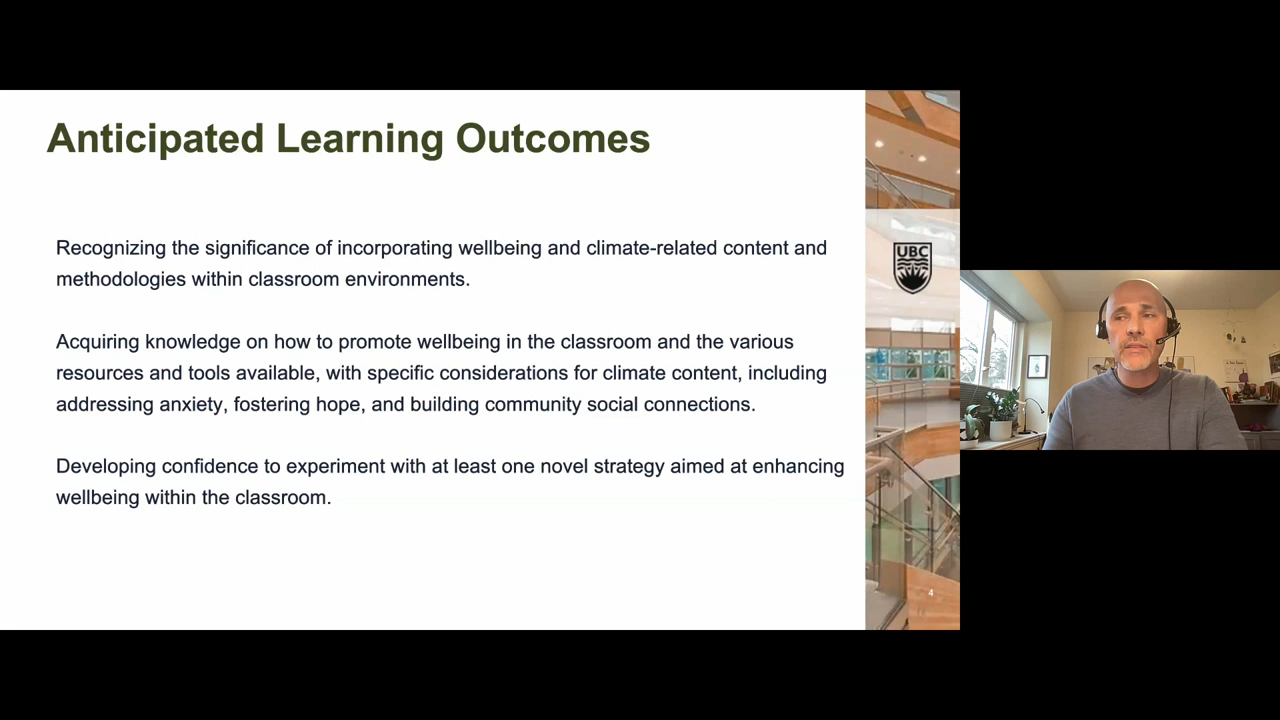 Anticipated Learning Outcomes
Recognizing the significance of incorporating wellbeing and climate-related content and
methodologies within classroom environments.
Acquiring knowledge on how to promote wellbeing in the classroom and the various
resources and tools available, with specific considerations for climate content, including
addressing anxiety, fostering hope, and building community social connections.
Developing confidence to experiment with at least one novel strategy aimed at enhancing
wellbeing within the classroom.
UBC
4